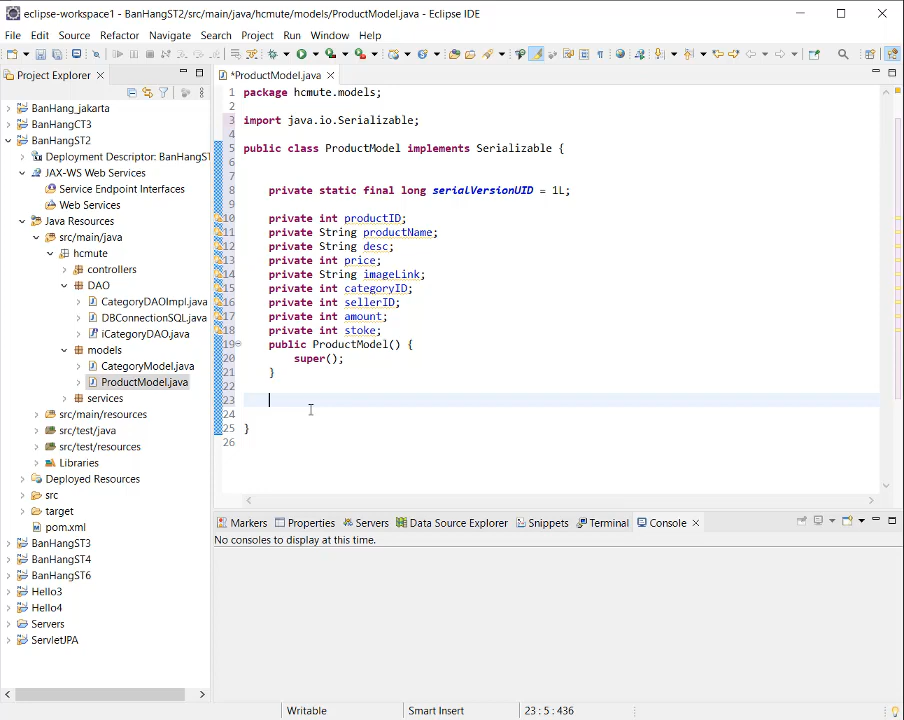 eclipse-workspace1 - BanHangST2/src/main/java/hcmute/models/ProductModel.java - Eclipse IDE
File Edit Source Refactor Navigate Search Project Run Window Help
Project Explorer
BanHang_jakarta
BanHangCT3
BanHangST2
Deployment Descriptor: BanHangST
JAX-WS Web Services
Service Endpoint Interfaces
Web Services
Java Resources
src/main/java
hcmute
controllers
DAO
CategoryDAOImpl.java
DBConnectionSQL.java
iCategoryDAO.java
models
CategoryModel.java
ProductModel.java
services
src/main/resources
src/test/java
src/test/resources
Libraries
Deployed Resources
src
target
pom.xml
BanHangST3
BanHangST4
BanHangST6
Hello3
Hello4
Servers
ServletJPA
*ProductModel.java
1 package hcmute.models;
2
3 import java.io.Serializable;
4
5 public class ProductModel implements Serializable {
6
7
8 private static final long serialVersionUID = 1L;
9
10 private int productID;
11 private String productName;
12 private String desc;
13 private int price;
14 private String imageLink;
15 private int categoryID;
16 private int sellerID;
17 private int amount;
18 private int stoke;
19 public ProductModel() {
20 super();
21 }
22
23
24
25 }
26
Markers Properties Servers Data Source Explorer Snippets Terminal Console
No consoles to display at this time.
Writable Smart Insert 23 : 5 : 436